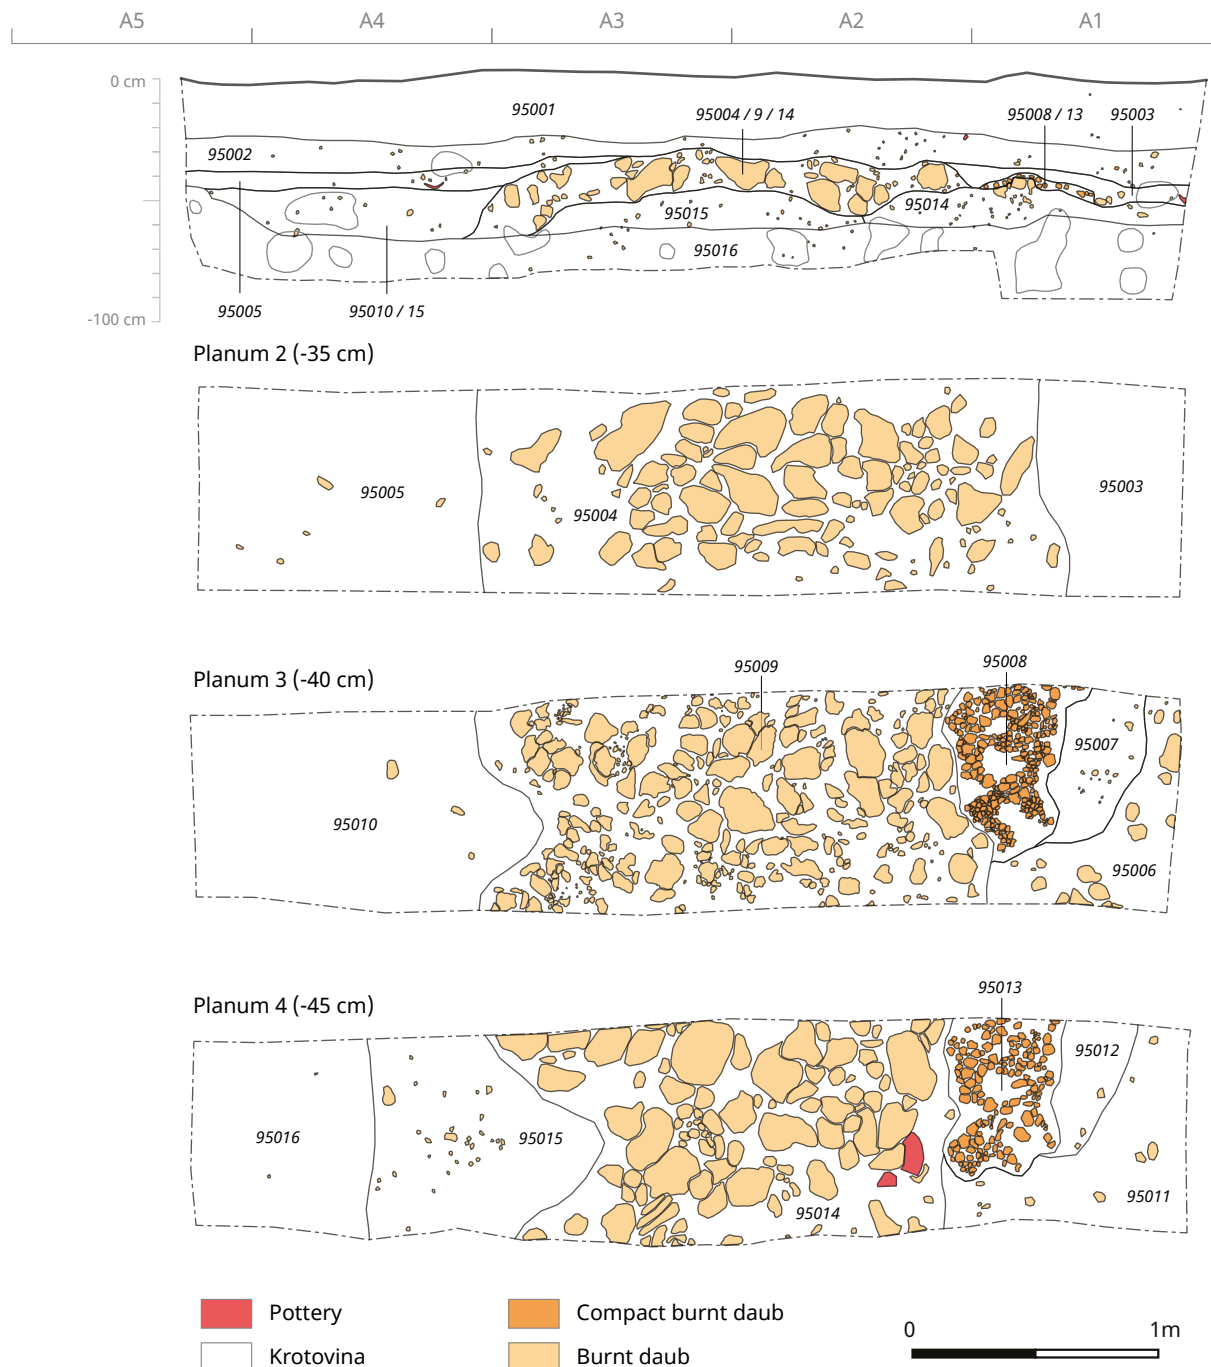 A5 A4 A3 A2 A1
0 cm
95001
95004 / 9 / 14
95008 / 13
95003
95002
95015
95014
95016
95005
95010 / 15
-100 cm
Planum 2 (-35 cm)
95005
95004
95003
Planum 3 (-40 cm)
95009
95008
95007
95010
95006
Planum 4 (-45 cm)
95013
95012
95016
95015
95014
95011
Pottery
Compact burnt daub
Krotovina
Burnt daub
0 1m